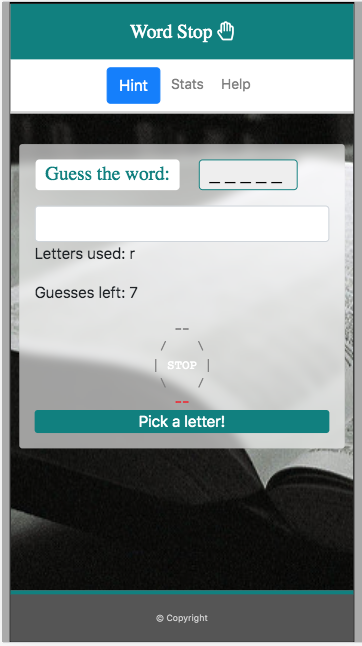 Word Stop
Hint Stats Help
Guess the word: _ _ _ _ _
Letters used: r
Guesses left: 7
--
/ \
| STOP |
\ /
--
Pick a letter!
© Copyright